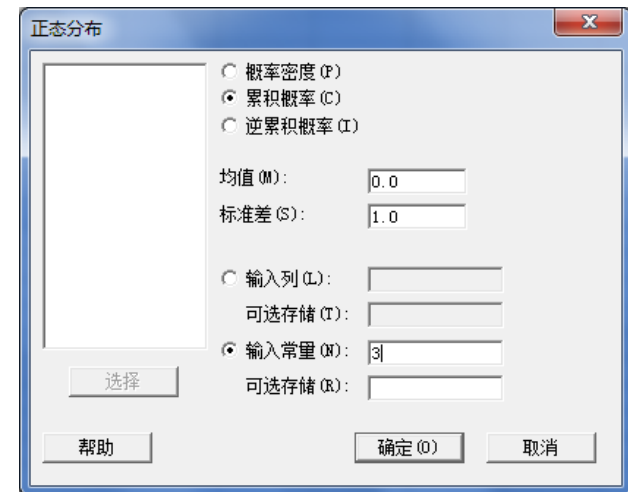 正态分布
概率密度(P)
累积概率(C)
逆累积概率(I)
均值(M): 0.0
标准差(S): 1.0
输入列(L):
可选存储(T):
输入常量(N): 3
选择
可选存储(R):
帮助 确定(O) 取消